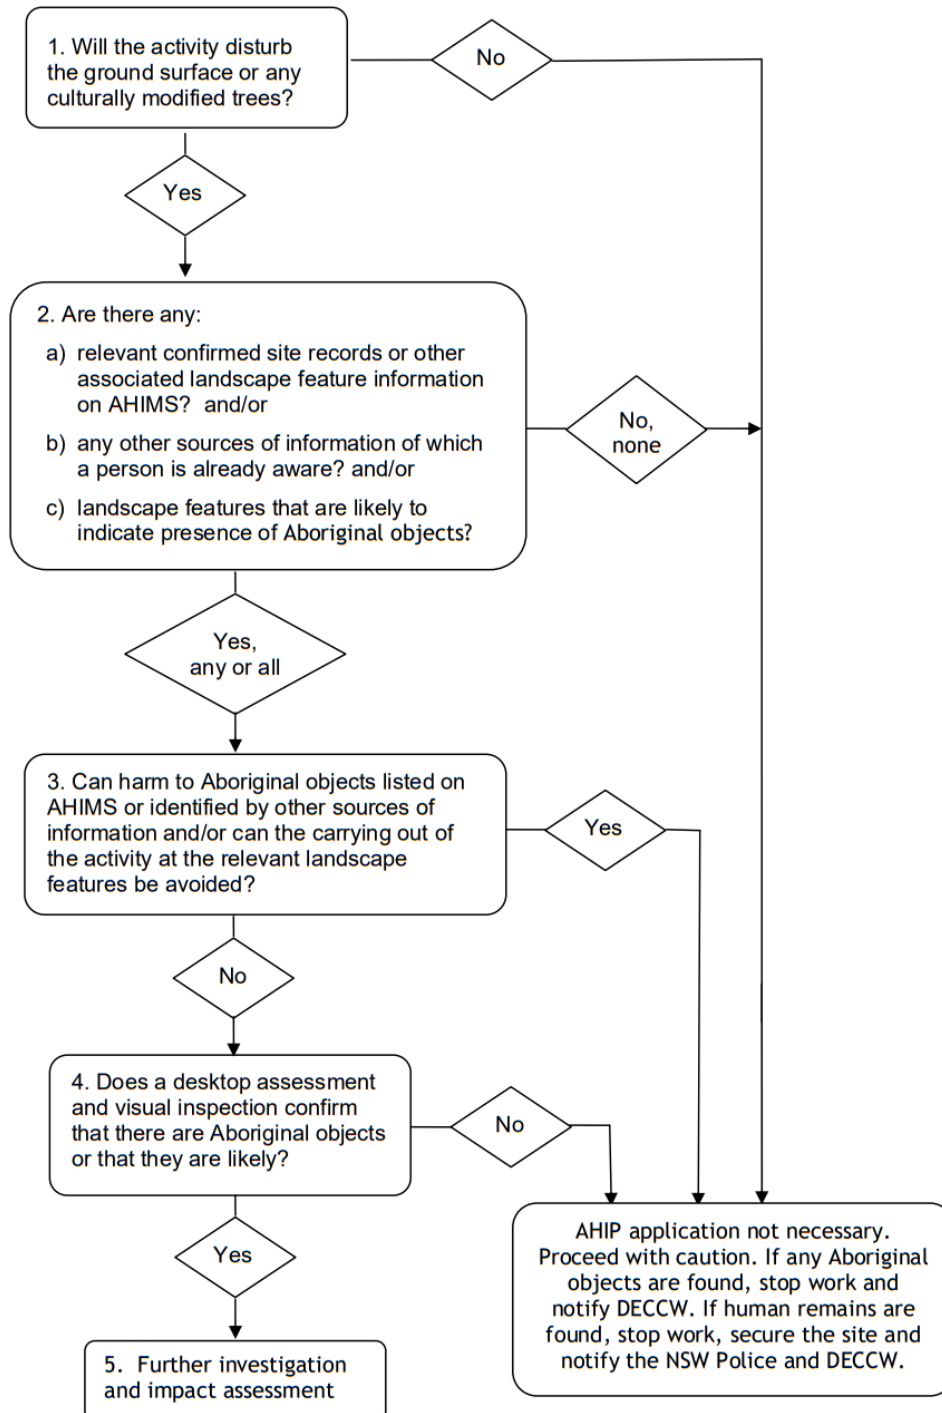 1. Will the activity disturb
the ground surface or any
culturally modified trees?
No
Yes
2. Are there any:
a) relevant confirmed site records or other
associated landscape feature information
on AHIMS? and/or
b) any other sources of information of which
a person is already aware? and/or
c) landscape features that are likely to
indicate presence of Aboriginal objects?
No,
none
Yes,
any or all
3. Can harm to Aboriginal objects listed on
AHIMS or identified by other sources of
information and/or can the carrying out of
the activity at the relevant landscape
features be avoided?
Yes
No
4. Does a desktop assessment
and visual inspection confirm
that there are Aboriginal objects
or that they are likely?
No
Yes
AHIP application not necessary.
Proceed with caution. If any Aboriginal
objects are found, stop work and
notify DECCW. If human remains are
found, stop work, secure the site and
notify the NSW Police and DECCW.
5. Further investigation
and impact assessment